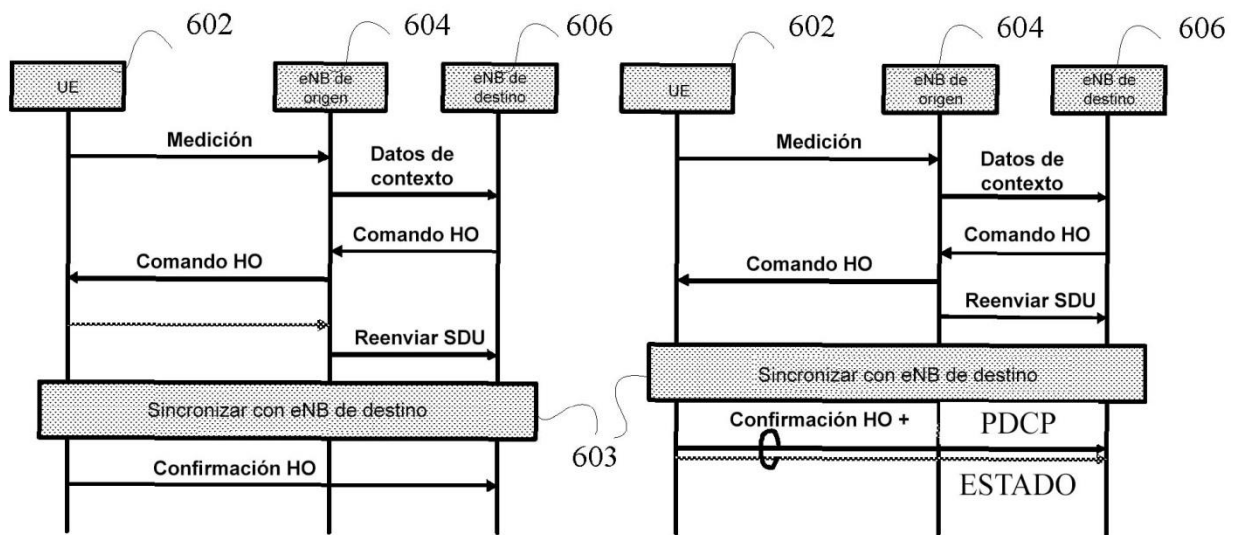 602
604
606
UE
eNB de
origen
eNB de
destino
Medición
Datos de
contexto
Comando HO
Comando HO
Reenviar SDU
Sincronizar con eNB de destino
Confirmación HO
603
602
604
606
UE
eNB de
origen
eNB de
destino
Medición
Datos de
contexto
Comando HO
Comando HO
Reenviar SDU
Sincronizar con eNB de destino
Confirmación HO + PDCP
ESTADO